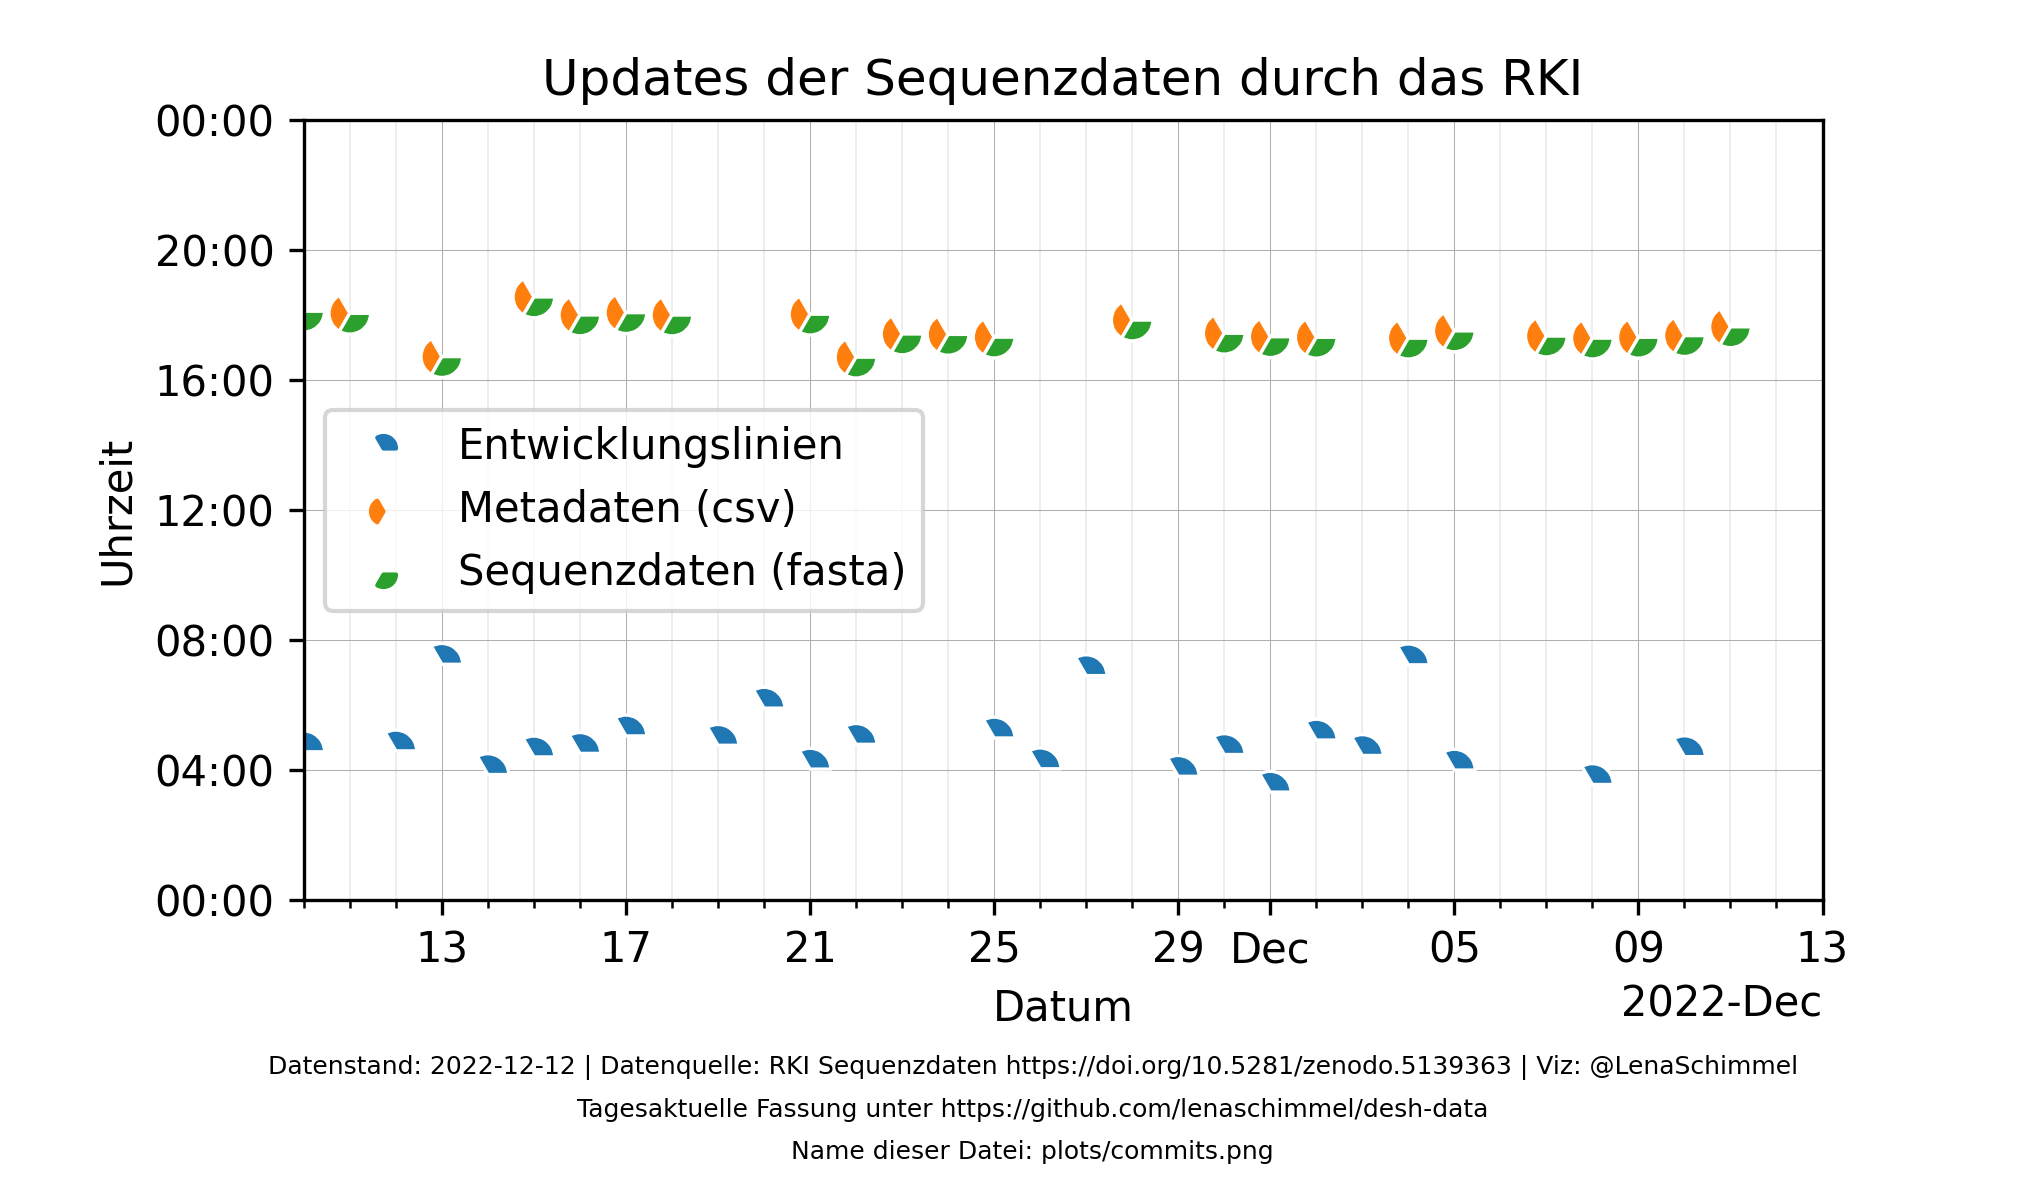 Updates der Sequenzdaten durch das RKI
00:00
20:00
16:00
12:00
08:00
04:00
00:00
Uhrzeit
Entwicklungslinien
Metadaten (csv)
Sequenzdaten (fasta)
13 17 21 25 29 Dec 05 09 13
2022-Dec
Datum
Datenstand: 2022-12-12 | Datenquelle: RKI Sequenzdaten https://doi.org/10.5281/zenodo.5139363 | Viz: @LenaSchimmel
Tagesaktuelle Fassung unter https://github.com/lenaschimmel/desh-data
Name dieser Datei: plots/commits.png